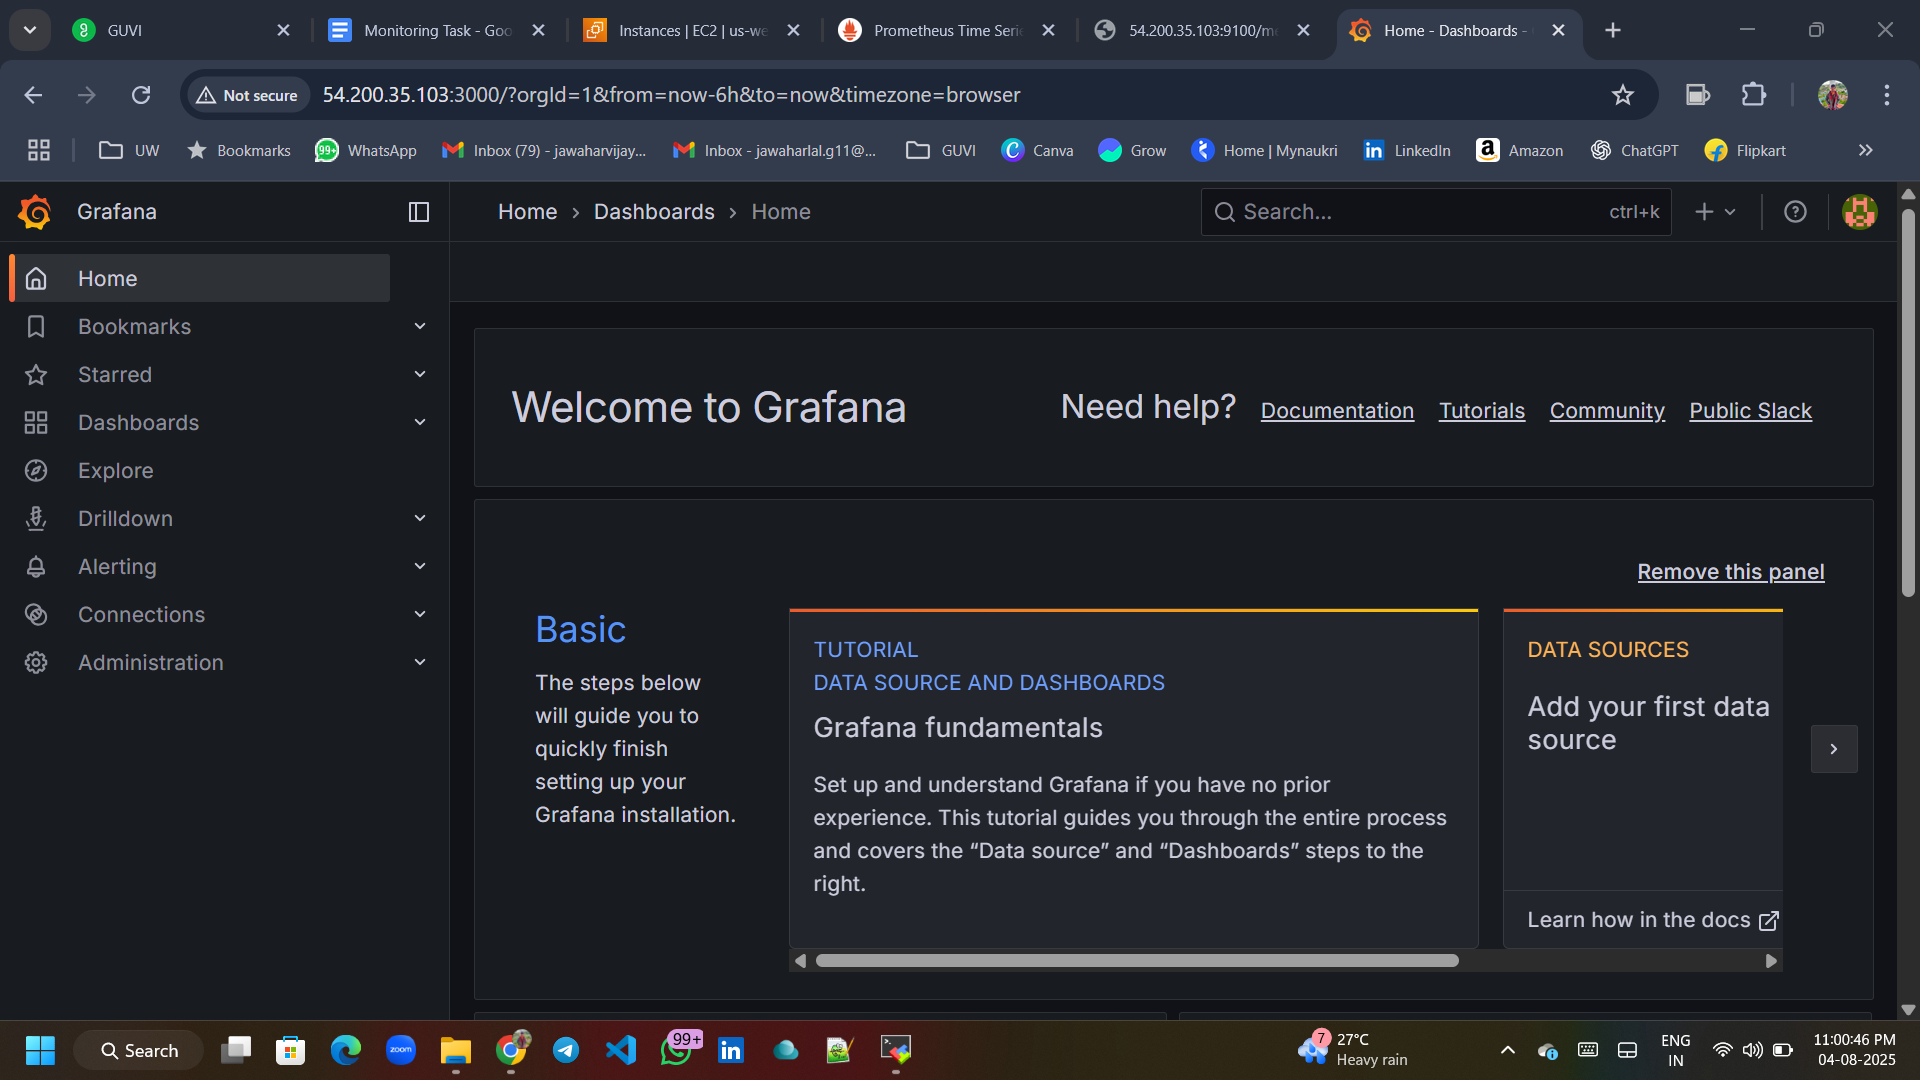 GUVI
Monitoring Task - Goo
Instances | EC2 | us-we
Prometheus Time Serie
54.200.35.103:9100/me
Home - Dashboards -
Not secure
54.200.35.103:3000/?orgId=1&from=now-6h&to=now&timezone=browser
UW
Bookmarks
99+
WhatsApp
Inbox (79) - jawaharvijay...
Inbox - jawaharlal.g11@...
GUVI
Canva
Grow
Home | Mynaukri
LinkedIn
Amazon
ChatGPT
Flipkart
Grafana
Home › Dashboards › Home
Search...
ctrl+k
Home
Bookmarks
Starred
Dashboards
Explore
Drilldown
Alerting
Connections
Administration
Welcome to Grafana
Need help?
Documentation
Tutorials
Community
Public Slack
Remove this panel
Basic
The steps below
will guide you to
quickly finish
setting up your
Grafana installation.
TUTORIAL
DATA SOURCE AND DASHBOARDS
Grafana fundamentals
Set up and understand Grafana if you have no prior
experience. This tutorial guides you through the entire process
and covers the “Data source” and “Dashboards” steps to the
right.
DATA SOURCES
Add your first data
source
Learn how in the docs
Search
zoom
99+
7
27°C
Heavy rain
ENG
IN
11:00:46 PM
04-08-2025